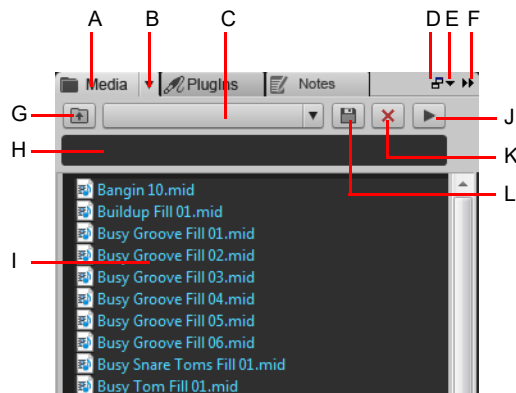 A B C D E F
Media PlugIns Notes
G
J
H
K
L
Bangin 10.mid
Buildup Fill 01.mid
Busy Groove Fill 01.mid
I Busy Groove Fill 02.mid
Busy Groove Fill 03.mid
Busy Groove Fill 04.mid
Busy Groove Fill 05.mid
Busy Groove Fill 06.mid
Busy Snare Toms Fill 01.mid
Busy Tom Fill 01.mid